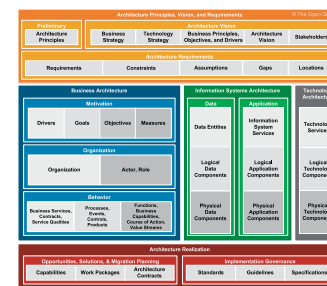 Architecture Principles, Vision, and Requirements
© The Open G
Preliminary
Architecture
Principles
Architecture Vision
Business
Strategy
Technology
Strategy
Business Principles,
Objectives, and Drivers
Architecture
Vision
Stakeholders
Architecture Requirements
Requirements
Constraints
Assumptions
Gaps
Locations
Business Architecture
Motivation
Drivers
Goals
Objectives
Measures
Organization
Organization
Actor, Role
Behavior
Business Services,
Contracts,
Service Qualities
Processes,
Events,
Controls,
Products
Functions,
Business
Capabilities,
Course of Action,
Value Streams
Information Systems Architecture
Data
Data Entities
Logical
Data
Components
Physical
Data
Components
Application
Information
System
Services
Logical
Application
Components
Physical
Application
Components
Technolo
Architectu
Technolo
Service
Logica
Technolo
Compone
Physica
Technolo
Compone
Architecture Realization
Opportunities, Solutions, & Migration Planning
Capabilities
Work Packages
Architecture
Contracts
Implementation Governance
Standards
Guidelines
Specifications